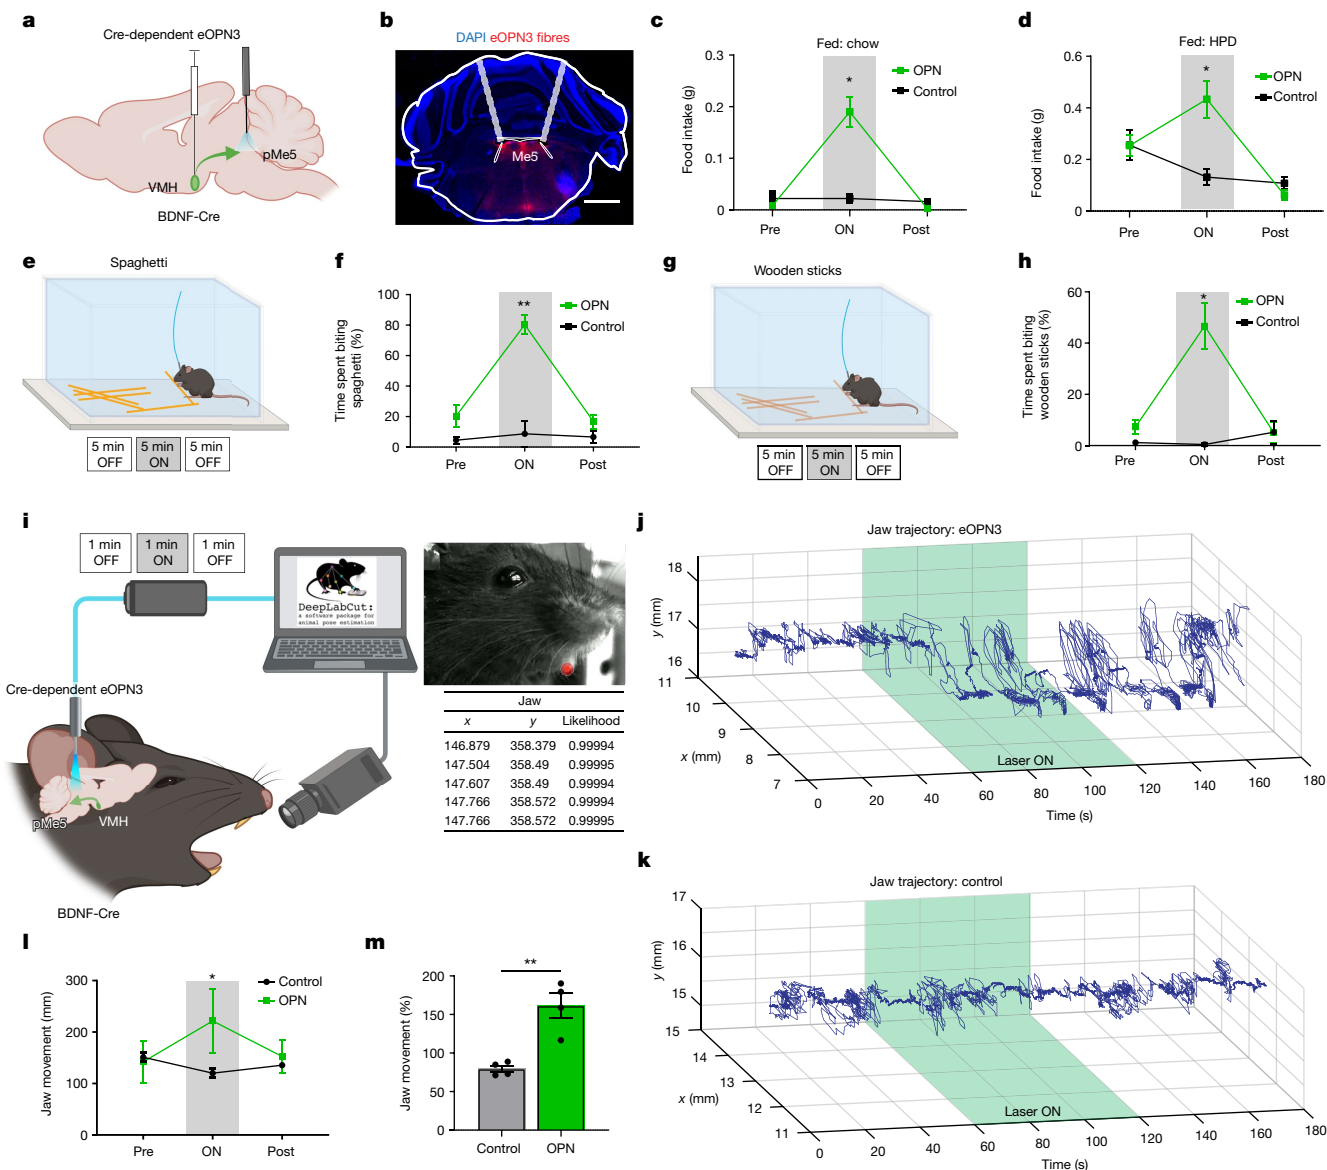 a
Cre-dependent eOPN3
pMe5
VMH
BDNF-Cre
b
DAPI eOPN3 fibres
Me5
c
Fed: chow
Food intake (g)
0.3
0.2
0.1
0
*
OPN
Control
Pre
ON
Post
d
Fed: HPD
Food intake (g)
0.6
0.4
0.2
0
*
OPN
Control
Pre
ON
Post
e
Spaghetti
5 min
OFF
5 min
ON
5 min
OFF
f
Time spent biting
spaghetti (%)
100
80
60
40
20
0
**
OPN
Control
Pre
ON
Post
g
Wooden sticks
5 min
OFF
5 min
ON
5 min
OFF
h
Time spent biting
wooden sticks (%)
60
40
20
0
*
OPN
Control
Pre
ON
Post
i
1 min
OFF
1 min
ON
1 min
OFF
DeepLabCut:
a software package for
animal pose estimation
Cre-dependent eOPN3
pMe5
VMH
BDNF-Cre
Jaw
x y Likelihood
146.879 358.379 0.99994
147.504 358.49 0.99995
147.607 358.49 0.99994
147.766 358.572 0.99994
147.766 358.572 0.99995
j
Jaw trajectory: eOPN3
y (mm)
18
17
16
11
10
9
8
7
x (mm)
Laser ON
0 20 40 60 80 100 120 140 160 180
Time (s)
k
Jaw trajectory: control
y (mm)
17
16
15
15
14
13
12
11
x (mm)
Laser ON
0 20 40 60 80 100 120 140 160 180
Time (s)
l
Jaw movement (mm)
300
200
100
0
*
Control
OPN
Pre
ON
Post
m
Jaw movement (%)
200
150
100
50
0
**
Control
OPN